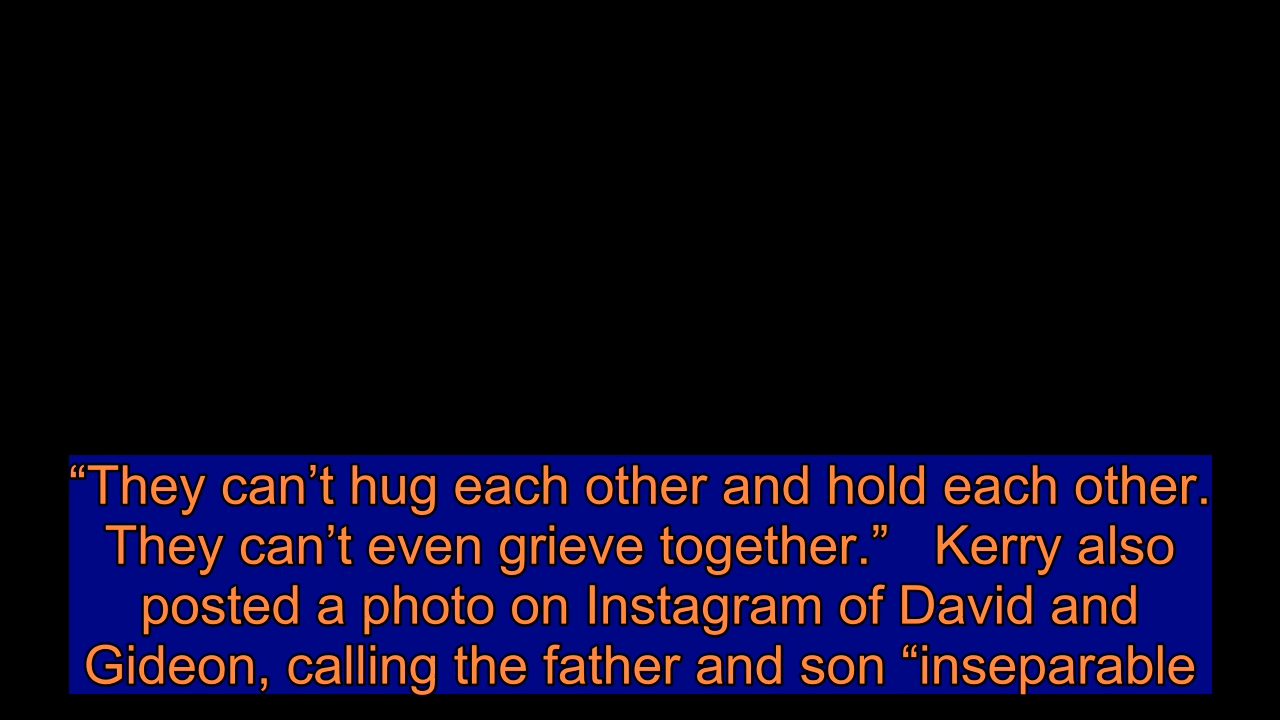 “They can’t hug each other and hold each other.
They can’t even grieve together.”   Kerry also
posted a photo on Instagram of David and
Gideon, calling the father and son “inseparable